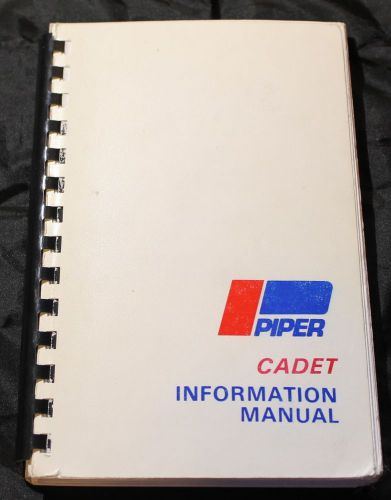 PIPER
CADET
INFORMATION
MANUAL